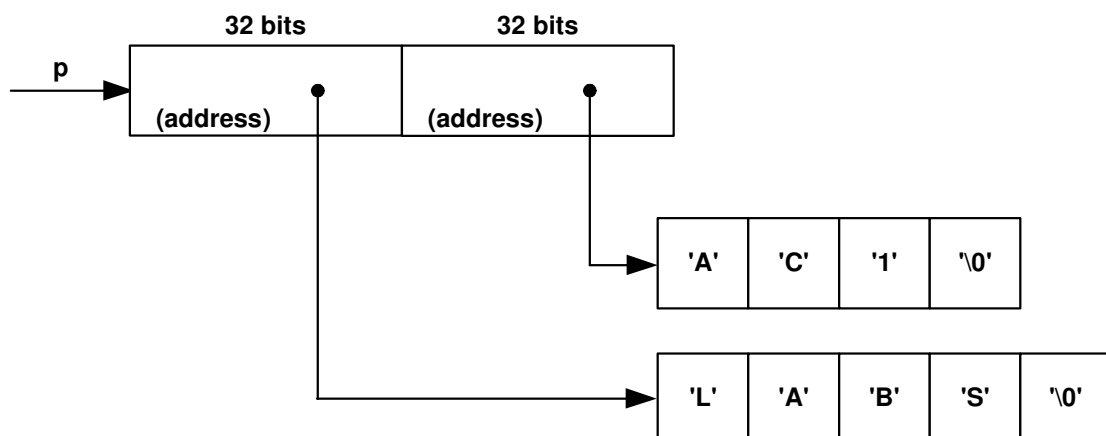 32 bits 32 bits
p
(address) (address)
'A' 'C' '1' '\0'
'L' 'A' 'B' 'S' '\0'